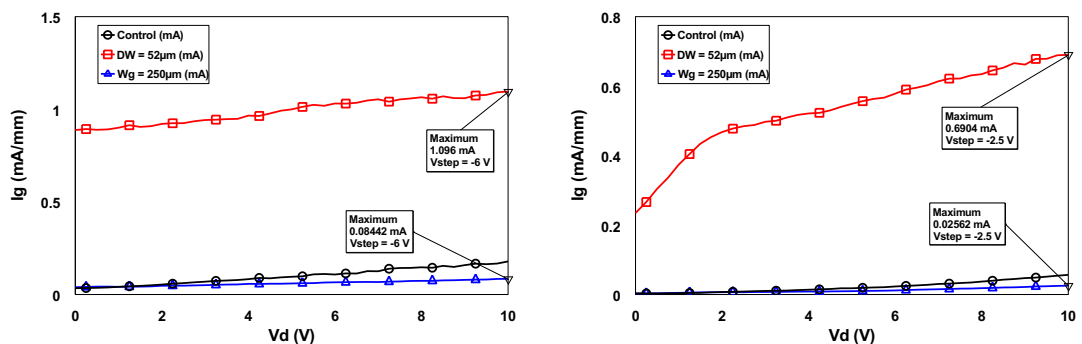 1.5
1
0.5
0
Ig (mA/mm)
Control (mA)
DW = 52µm (mA)
Wg = 250µm (mA)
Maximum
1.096 mA
Vstep = -6 V
Maximum
0.08442 mA
Vstep = -6 V
0 2 4 6 8 10
Vd (V)
0.8
0.6
0.4
0.2
0
Ig (mA/mm)
Control (mA)
DW = 52µm (mA)
Wg = 250µm (mA)
Maximum
0.6904 mA
Vstep = -2.5 V
Maximum
0.02562 mA
Vstep = -2.5 V
0 2 4 6 8 10
Vd (V)